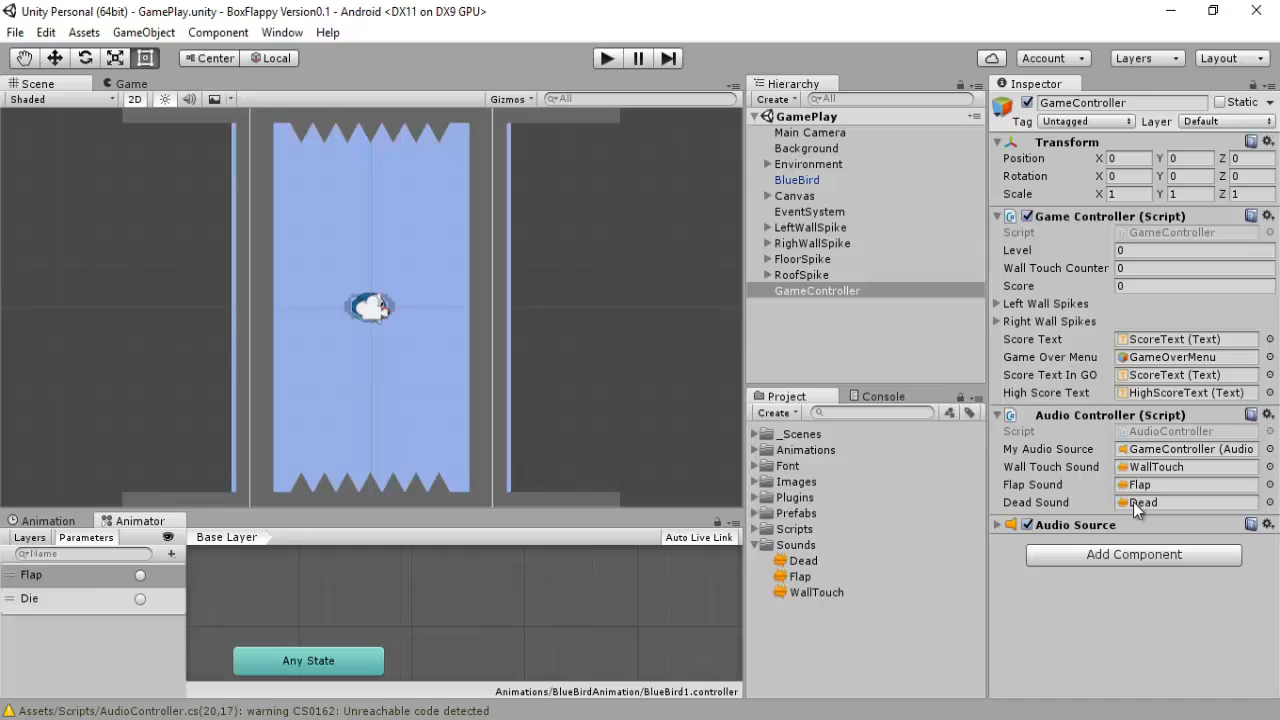 Unity Personal (64bit) - GamePlay.unity - BoxFlappy Version0.1 - Android <DX11 on DX9 GPU>
File Edit Assets GameObject Component Window Help
Center Local Account Layers Layout
Scene Game
Shaded 2D Gizmos All
Hierarchy
Create All
GamePlay
Main Camera
Background
Environment
BlueBird
Canvas
EventSystem
LeftWallSpike
RighWallSpike
FloorSpike
RoofSpike
GameController
Inspector
GameController Static
Tag Untagged Layer Default
Transform
Position X 0 Y 0 Z 0
Rotation X 0 Y 0 Z 0
Scale X 1 Y 1 Z 1
Game Controller (Script)
Script GameController
Level 0
Wall Touch Counter 0
Score 0
Left Wall Spikes
Right Wall Spikes
Score Text ScoreText (Text)
Game Over Menu GameOverMenu
Score Text In GO ScoreText (Text)
High Score Text HighScoreText (Text)
Audio Controller (Script)
Script AudioController
My Audio Source GameController (Audio
Wall Touch Sound WallTouch
Flap Sound Flap
Dead Sound Dead
Audio Source
Add Component
Project Console
Create
_Scenes
Animations
Font
Images
Plugins
Prefabs
Scripts
Sounds
Dead
Flap
WallTouch
Animation Animator
Layers Parameters Base Layer Auto Live Link
Name
Flap
Die
Any State
Animations/BlueBirdAnimation/BlueBird1.controller
Assets/Scripts/AudioController.cs(20,17): warning CS0162: Unreachable code detected